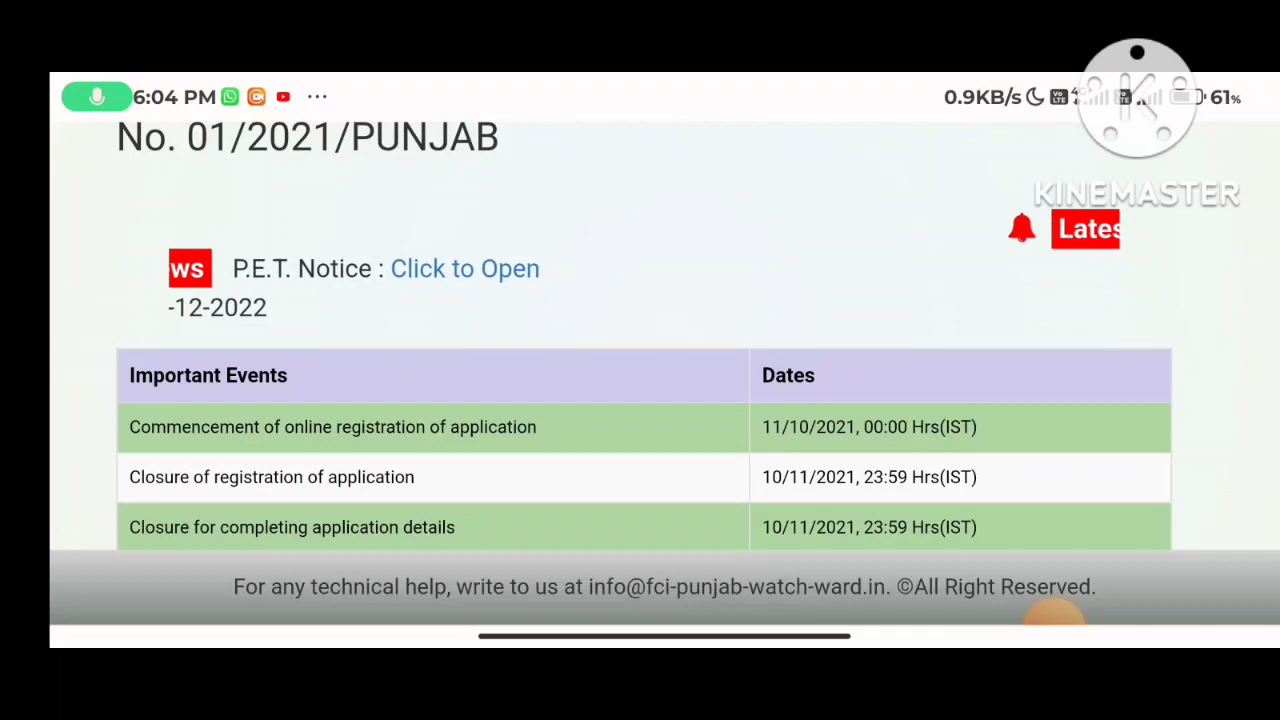 6:04 PM ... 0.9KB/s 61%
No. 01/2021/PUNJAB
KINEMASTER
Lates
ws P.E.T. Notice : Click to Open
-12-2022
Important Events Dates
Commencement of online registration of application 11/10/2021, 00:00 Hrs(IST)
Closure of registration of application 10/11/2021, 23:59 Hrs(IST)
Closure for completing application details 10/11/2021, 23:59 Hrs(IST)
For any technical help, write to us at info@fci-punjab-watch-ward.in. ©All Right Reserved.